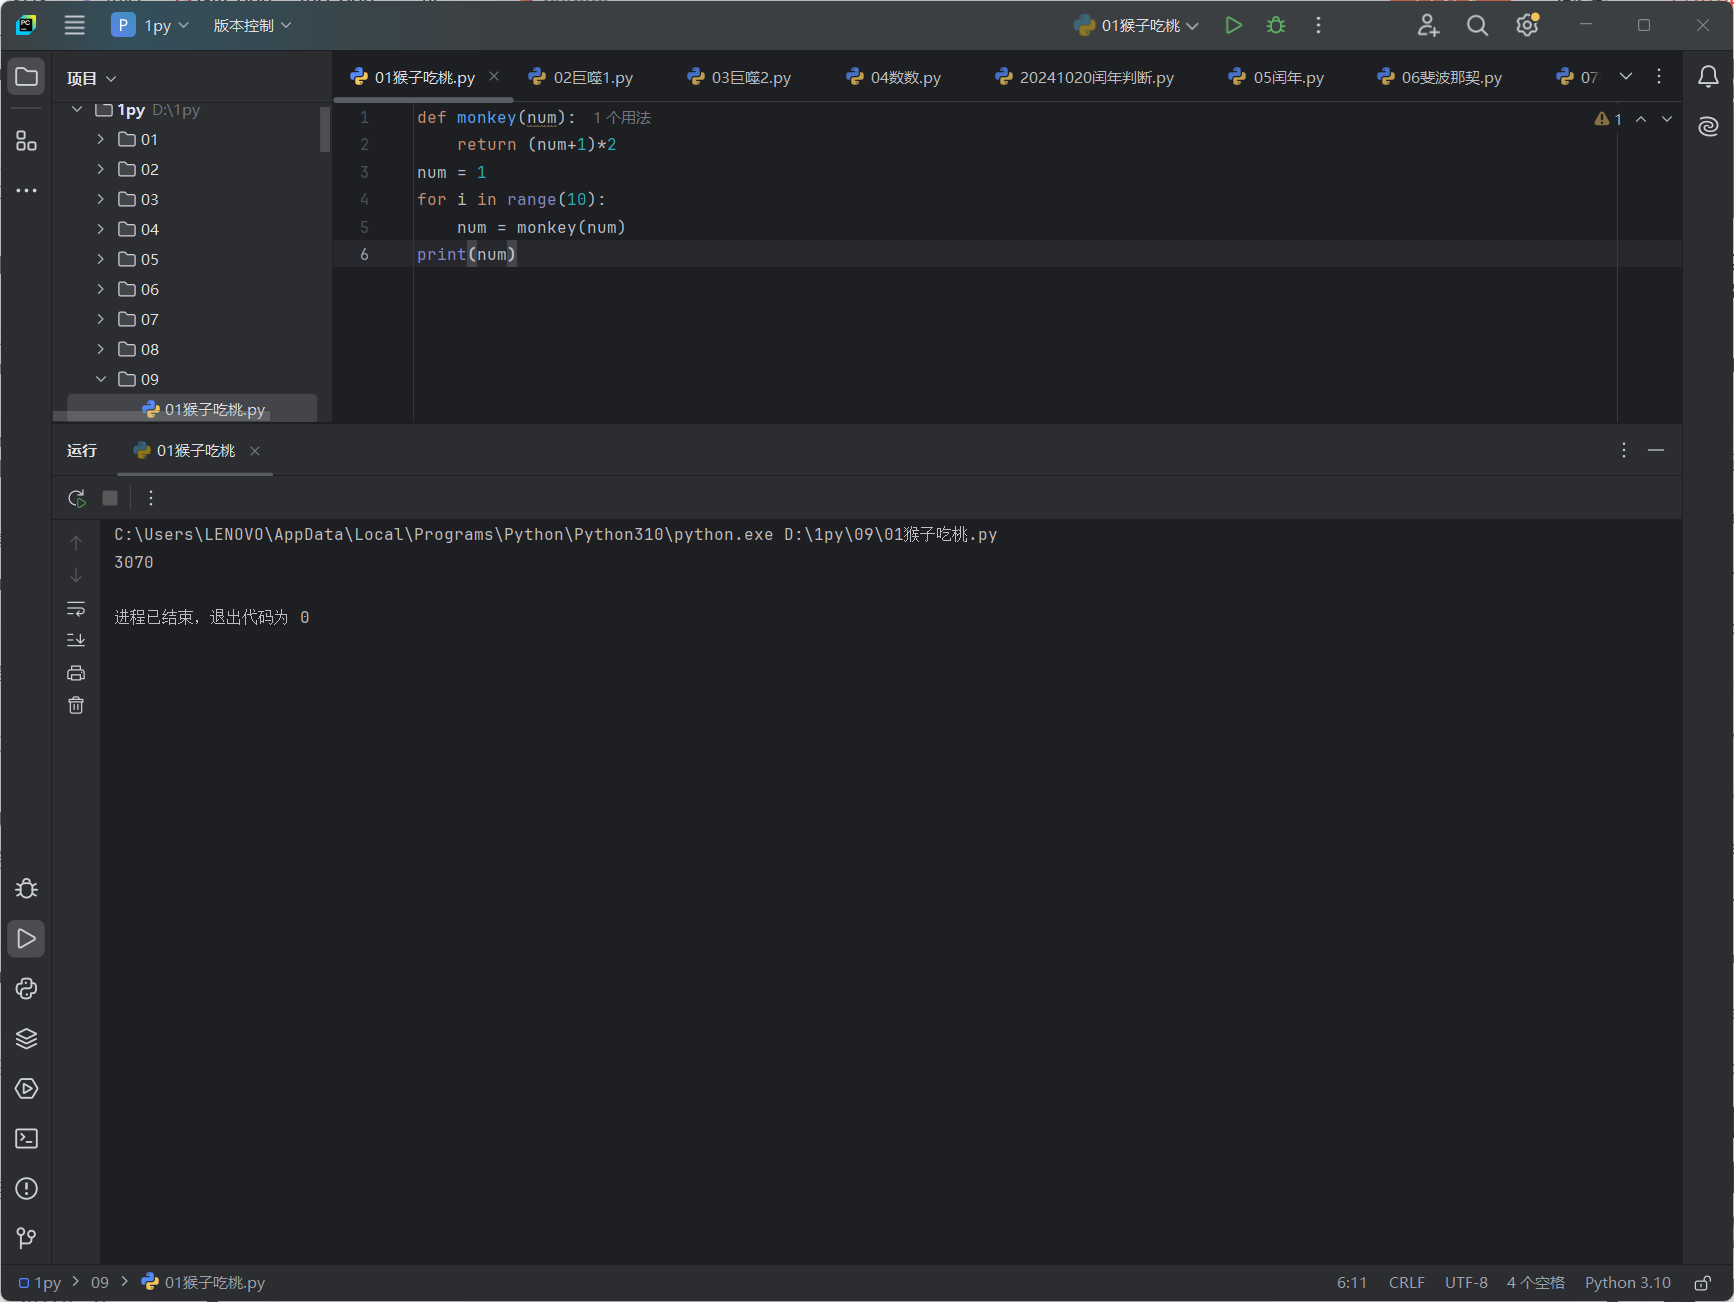 P 1py 版本控制 01猴子吃桃
项目
01猴子吃桃.py 02巨噬1.py 03巨噬2.py 04数数.py 20241020闰年判断.py 05闰年.py 06斐波那契.py 07
1py D:\1py
01
02
03
04
05
06
07
08
09
01猴子吃桃.py
1 def monkey(num): 1 个用法
2 return (num+1)*2
3 num = 1
4 for i in range(10):
5 num = monkey(num)
6 print(num)
1
运行 01猴子吃桃
C:\Users\LENOVO\AppData\Local\Programs\Python\Python310\python.exe D:\1py\09\01猴子吃桃.py
3070
进程已结束，退出代码为 0
1py 09 01猴子吃桃.py 6:11 CRLF UTF-8 4 个空格 Python 3.10